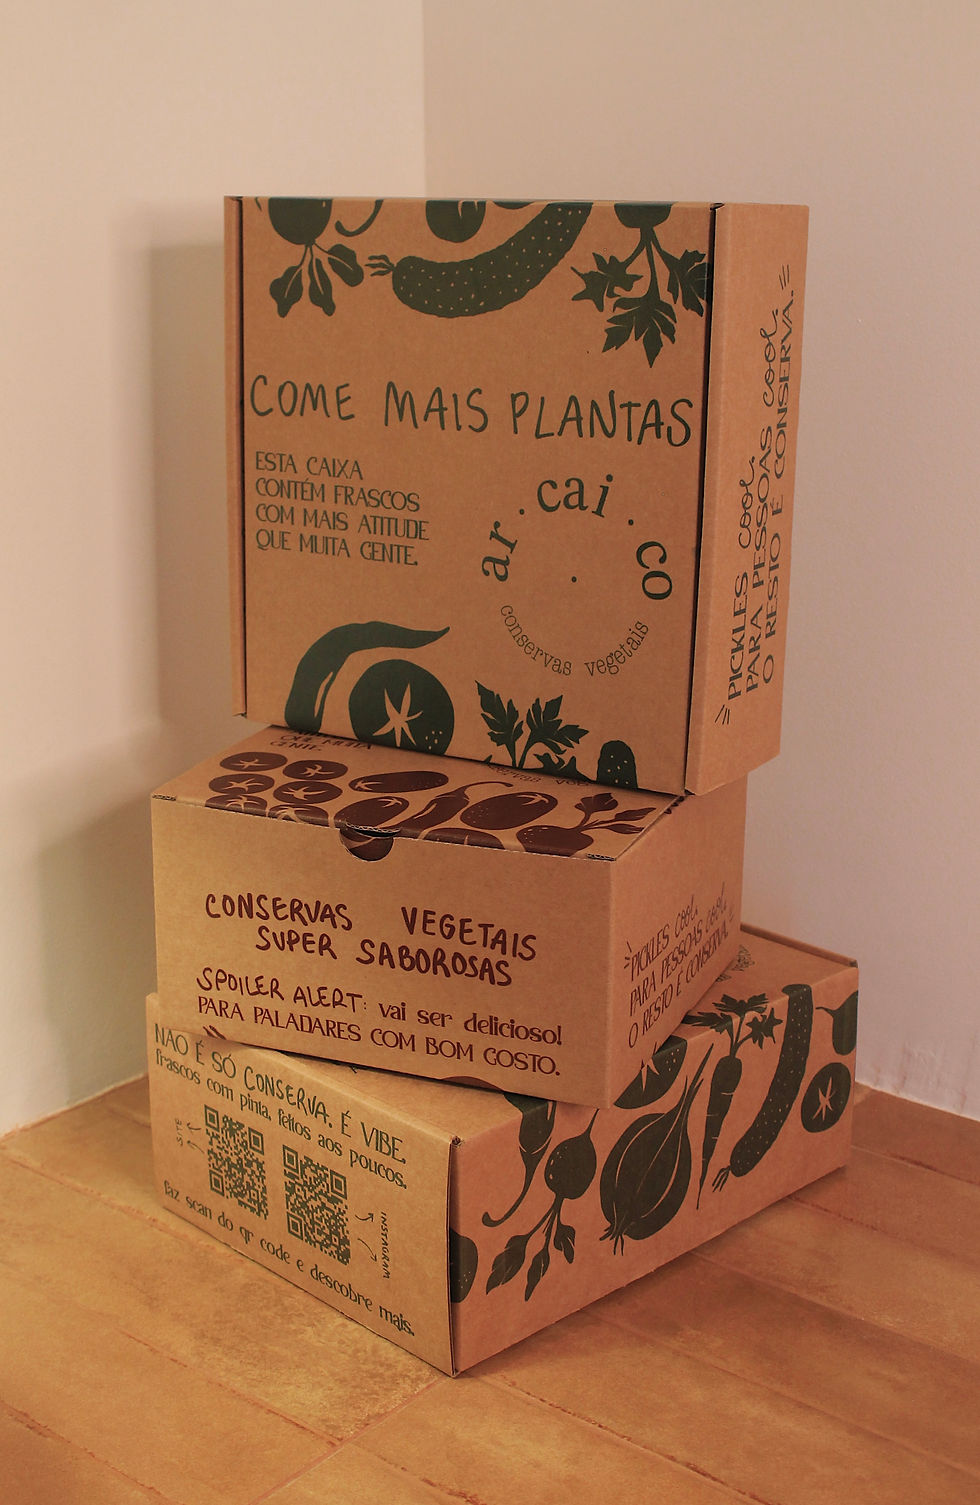 COME MAIS PLANTAS
ESTA CAIXA
CONTÉM FRASCOS
COM MAIS ATITUDE
QUE MUITA GENTE.
ar.cai.co
.
conservas vegetais
PICKLES cool,
PARA PESSOAS cool.
O RESTO É CONSERVA.
QUE MUITA
GENTE.
CONSERVAS VEGETAIS
SUPER SABOROSAS
SPOILER ALERT: vai ser delicioso!
PARA PALADARES COM BOM GOSTO.
PICKLES cool,
PARA PESSOAS cool.
O RESTO É CONSERVA.
NÃO É SÓ CONSERVA. É VIBE.
frascos com pinta, feitos aos poucos.
SITE
INSTAGRAM
faz scan do qr code e descobre mais.